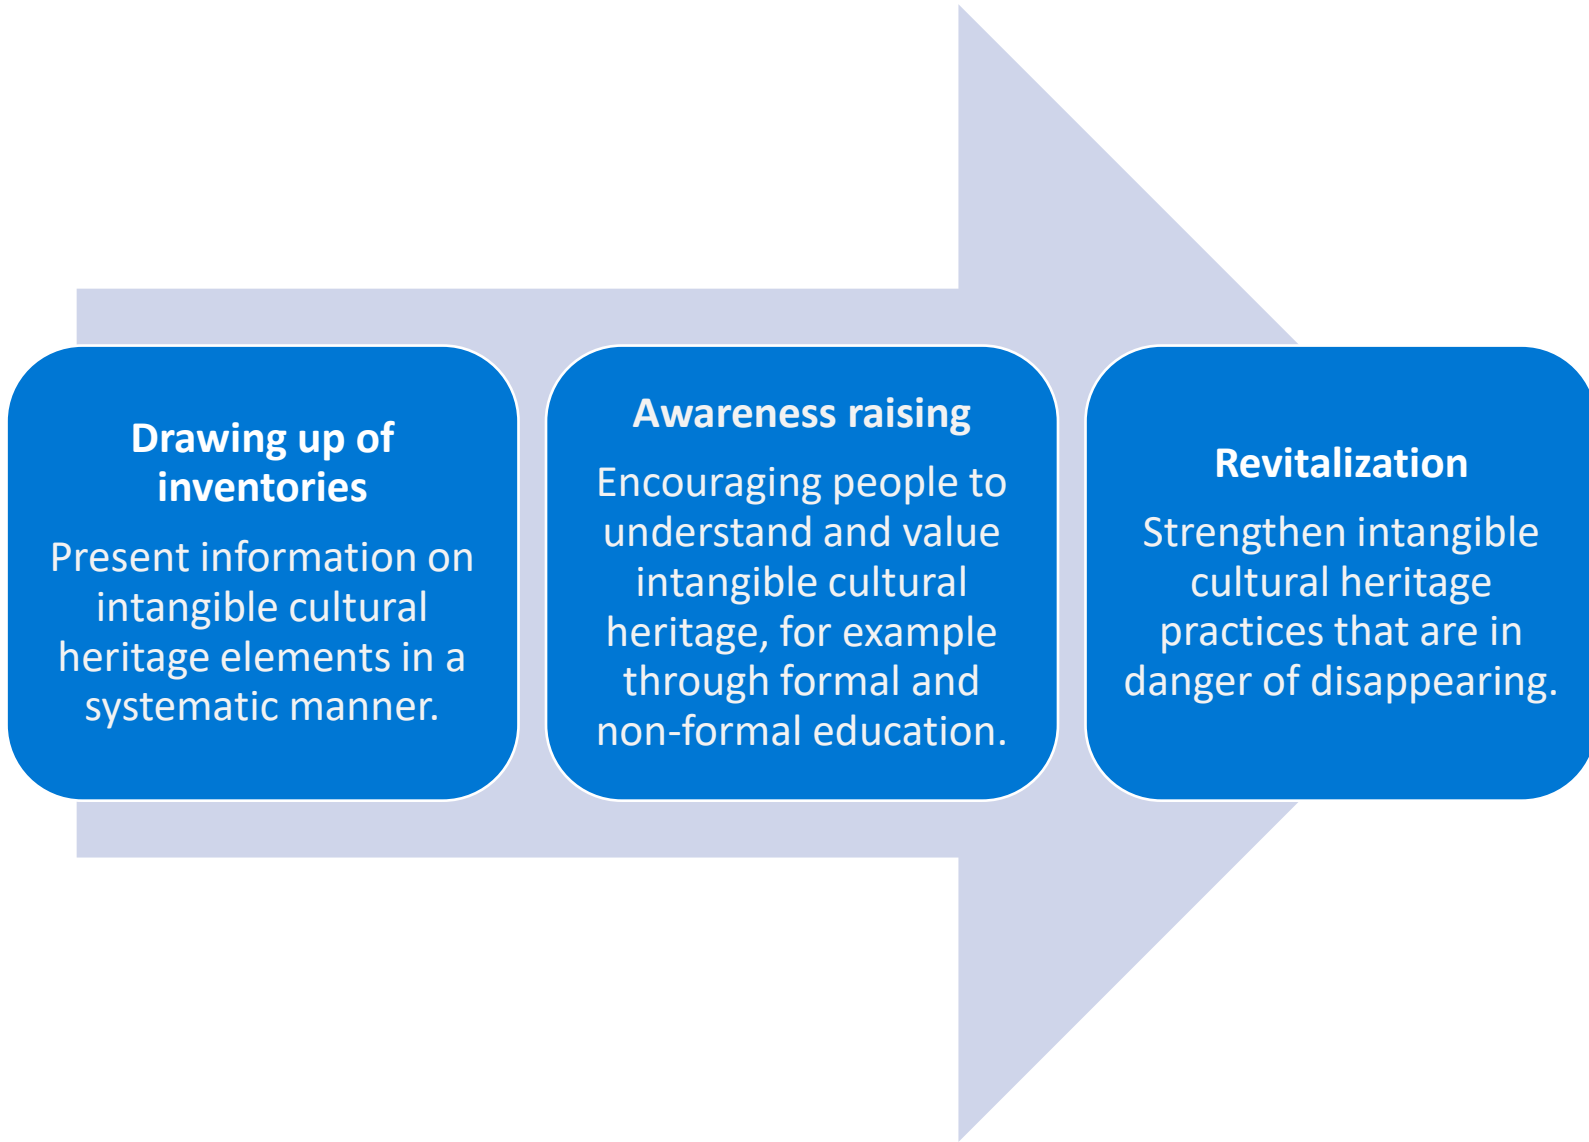 Drawing up of
inventories
Present information on
intangible cultural
heritage elements in a
systematic manner.
Awareness raising
Encouraging people to
understand and value
intangible cultural
heritage, for example
through formal and
non-formal education.
Revitalization
Strengthen intangible
cultural heritage
practices that are in
danger of disappearing.